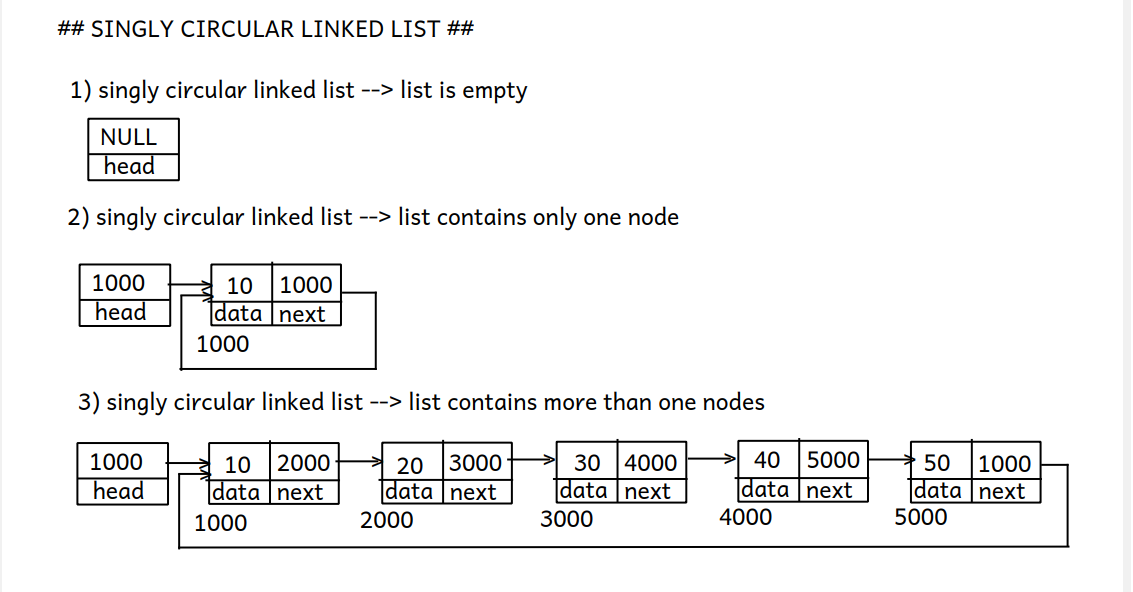 ## SINGLY CIRCULAR LINKED LIST ##
1) singly circular linked list --> list is empty
NULL
head
2) singly circular linked list --> list contains only one node
1000 10 1000
head data next
1000
3) singly circular linked list --> list contains more than one nodes
1000 10 2000 20 3000 30 4000 40 5000 50 1000
head data next data next data next data next data next
1000 2000 3000 4000 5000